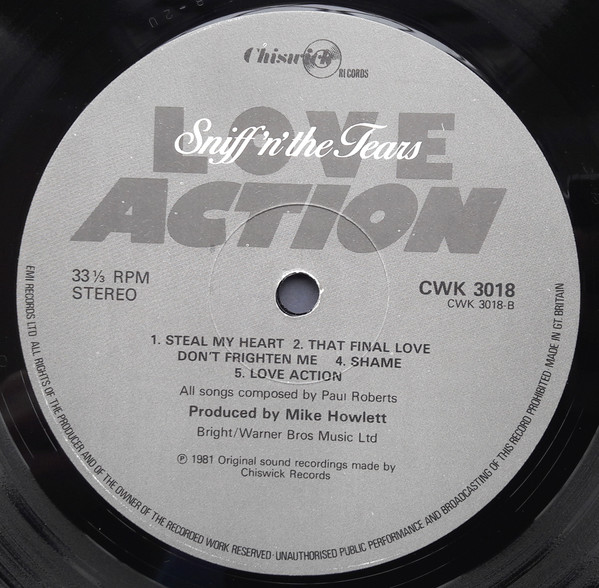 Chiswick
RECORDS
LOVE
Sniff 'n' the Tears
ACTION
33 1/3 RPM
STEREO
CWK 3018
CWK 3018-B
1. STEAL MY HEART 2. THAT FINAL LOVE
DON'T FRIGHTEN ME 4. SHAME
5. LOVE ACTION
All songs composed by Paul Roberts
Produced by Mike Howlett
Bright/Warner Bros Music Ltd
℗ 1981 Original sound recordings made by
Chiswick Records
EMI RECORDS LTD ALL RIGHTS OF THE PRODUCER AND OF THE OWNER OF THE RECORDED WORK RESERVED · UNAUTHORISED PUBLIC PERFORMANCE AND BROADCASTING OF THIS RECORD PROHIBITED · MADE IN GT. BRITAIN